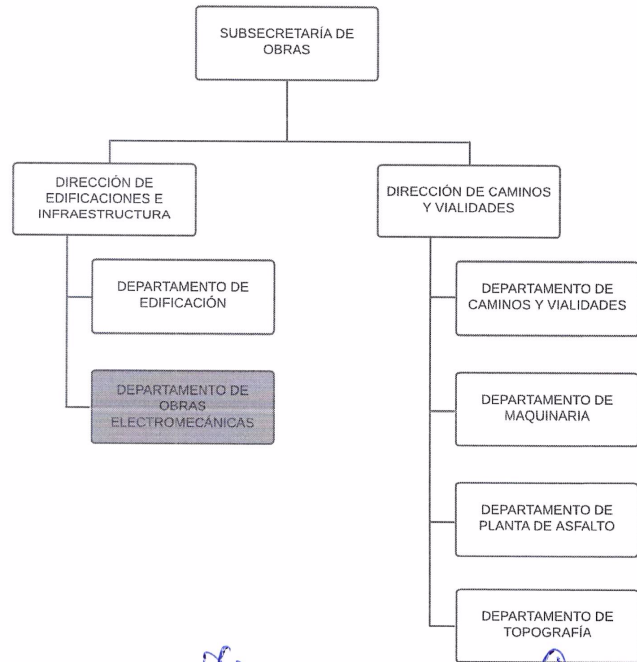 SUBSECRETARÍA DE
OBRAS
DIRECCIÓN DE
EDIFICACIONES E
INFRAESTRUCTURA
DIRECCIÓN DE CAMINOS
Y VIALIDADES
DEPARTAMENTO DE
EDIFICACIÓN
DEPARTAMENTO DE
OBRAS
ELECTROMECÁNICAS
DEPARTAMENTO DE
CAMINOS Y VIALIDADES
DEPARTAMENTO DE
MAQUINARIA
DEPARTAMENTO DE
PLANTA DE ASFALTO
DEPARTAMENTO DE
TOPOGRAFÍA